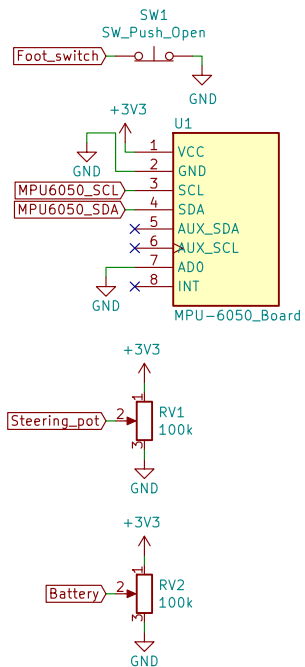 SW1
SW_Push_Open
Foot_switch
GND
+3V3
U1
GND
1 VCC
2 GND
MPU6050_SCL 3 SCL
MPU6050_SDA 4 SDA
5 AUX_SDA
6 AUX_SCL
7 AD0
8 INT
GND
MPU-6050_Board
+3V3
1
Steering_pot 2 RV1
100k
3
GND
+3V3
1
Battery 2 RV2
100k
3
GND